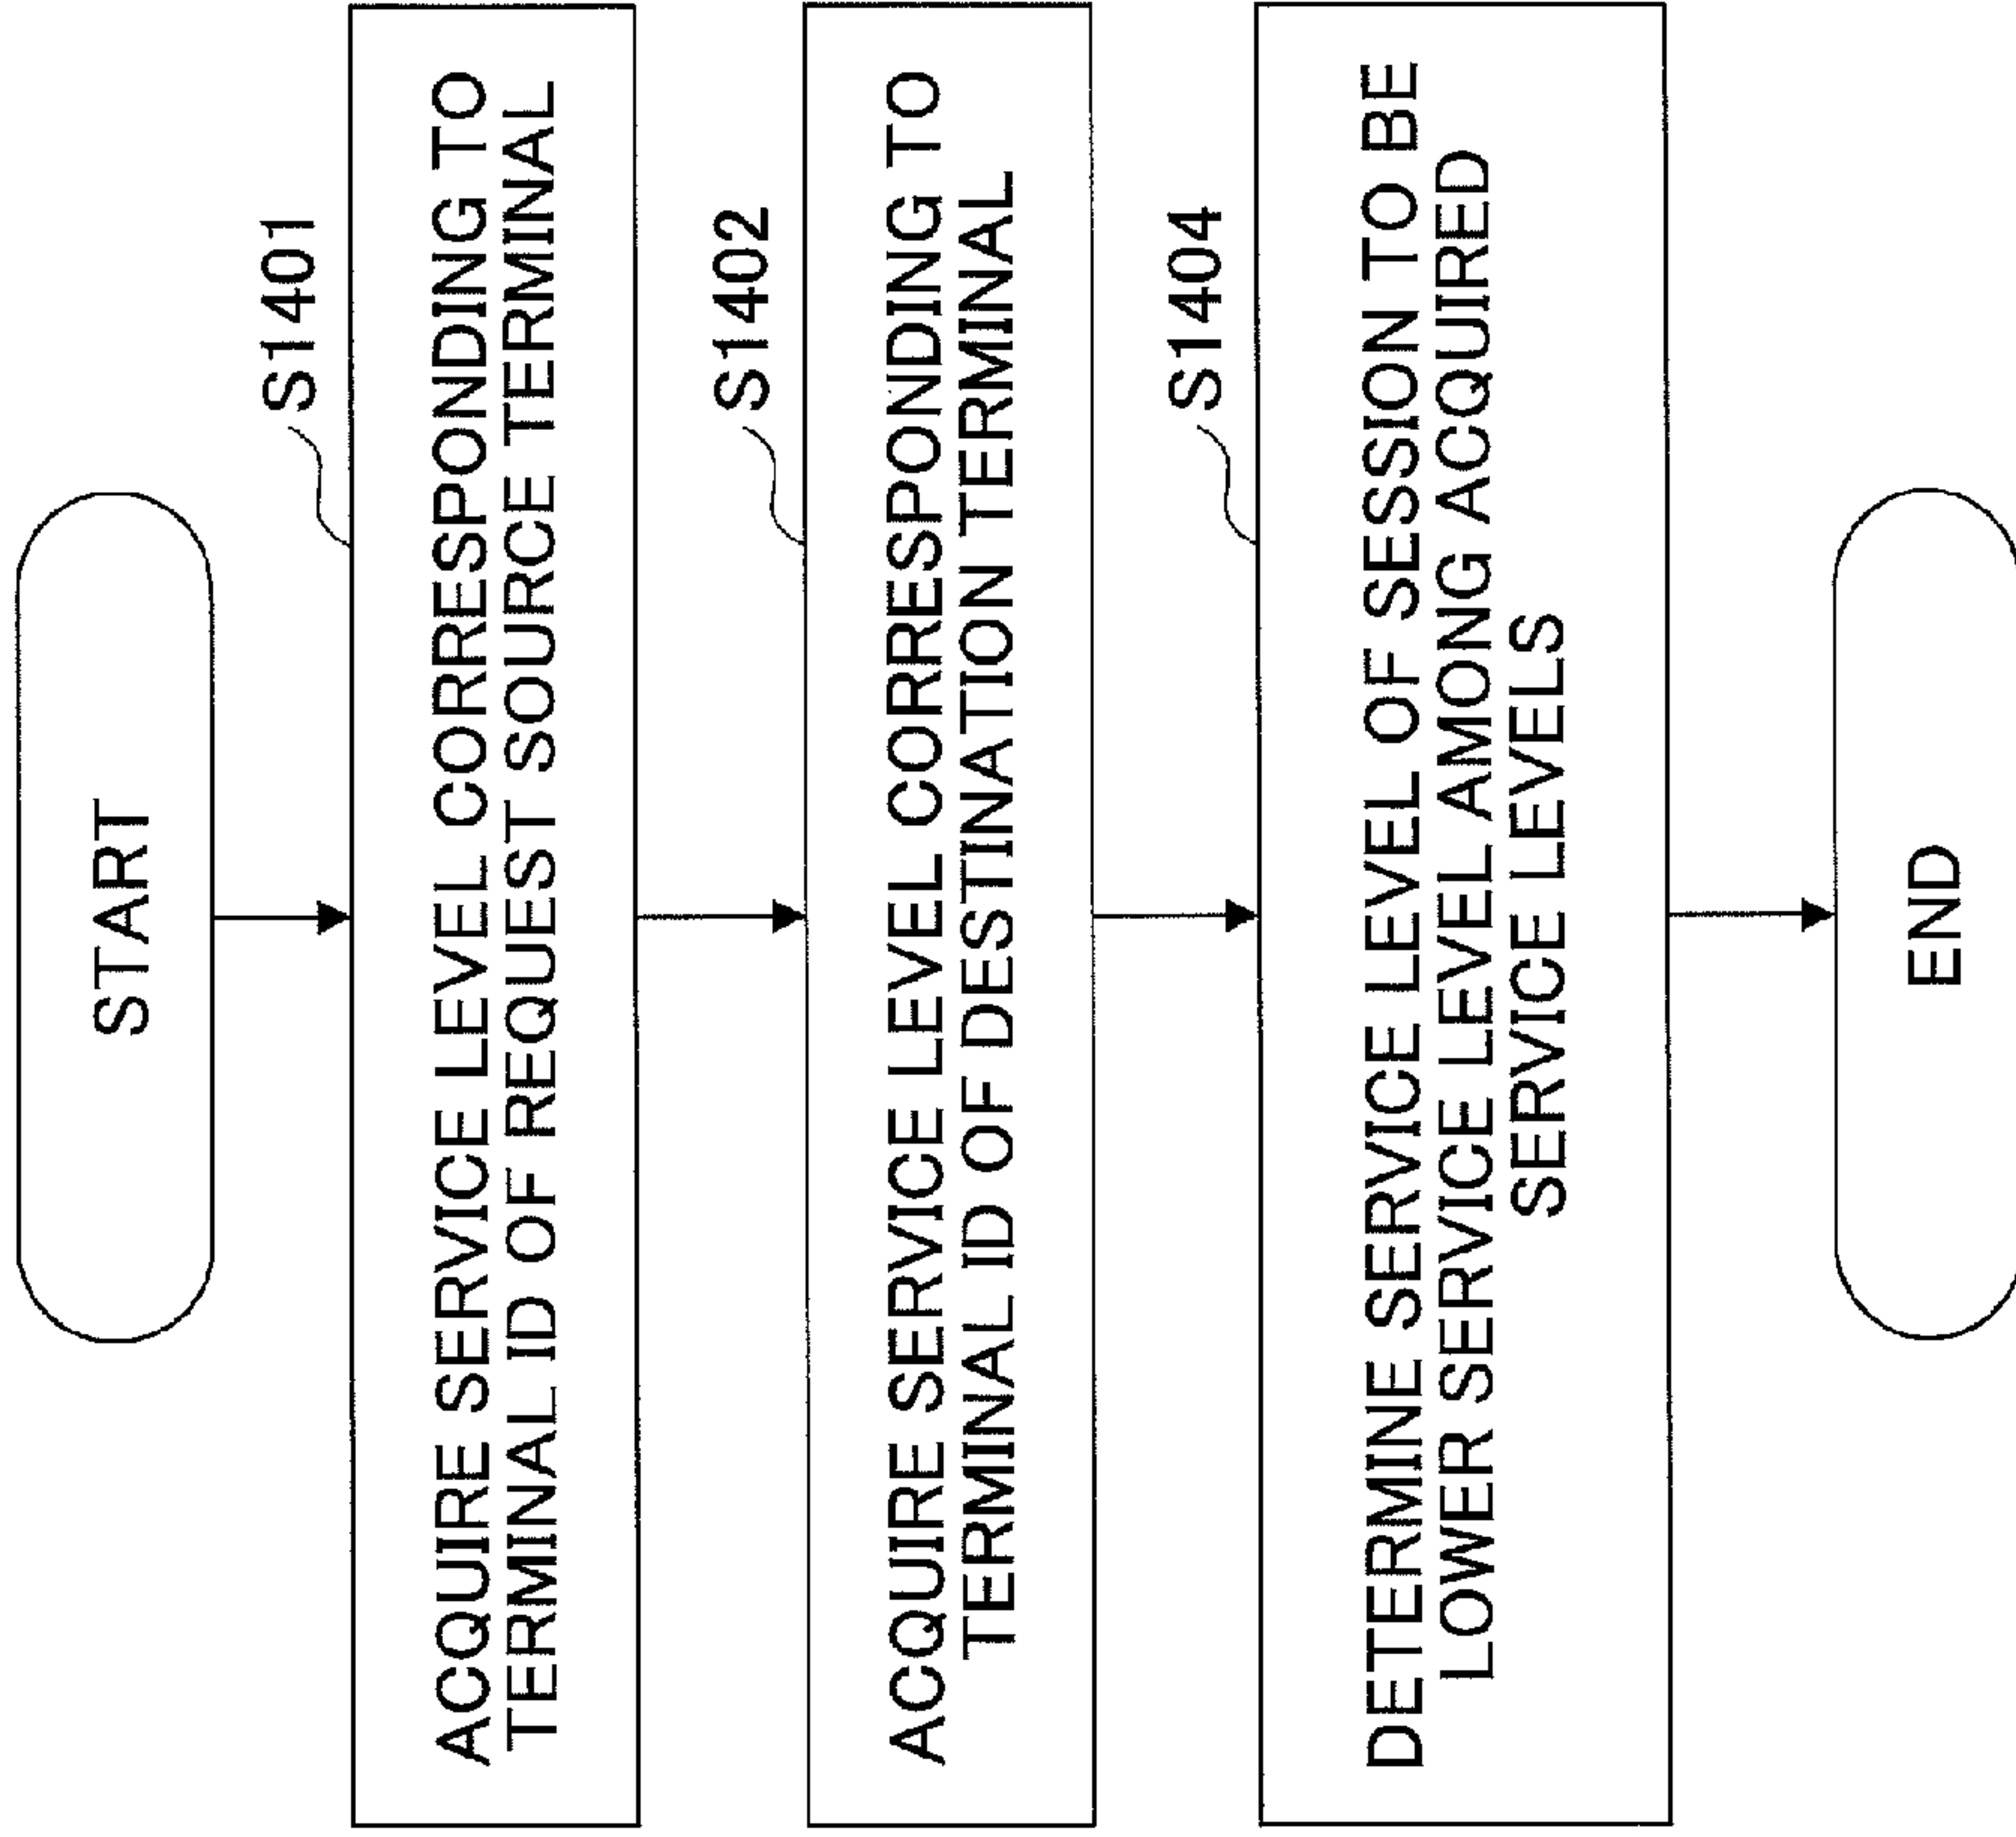 START
S1401
ACQUIRE SERVICE LEVEL CORRESPONDING TO
TERMINAL ID OF REQUEST SOURCE TERMINAL
S1402
ACQUIRE SERVICE LEVEL CORRESPONDING TO
TERMINAL ID OF DESTINATION TERMINAL
S1404
DETERMINE SERVICE LEVEL OF SESSION TO BE
LOWER SERVICE LEVEL AMONG ACQUIRED
SERVICE LEVELS
END